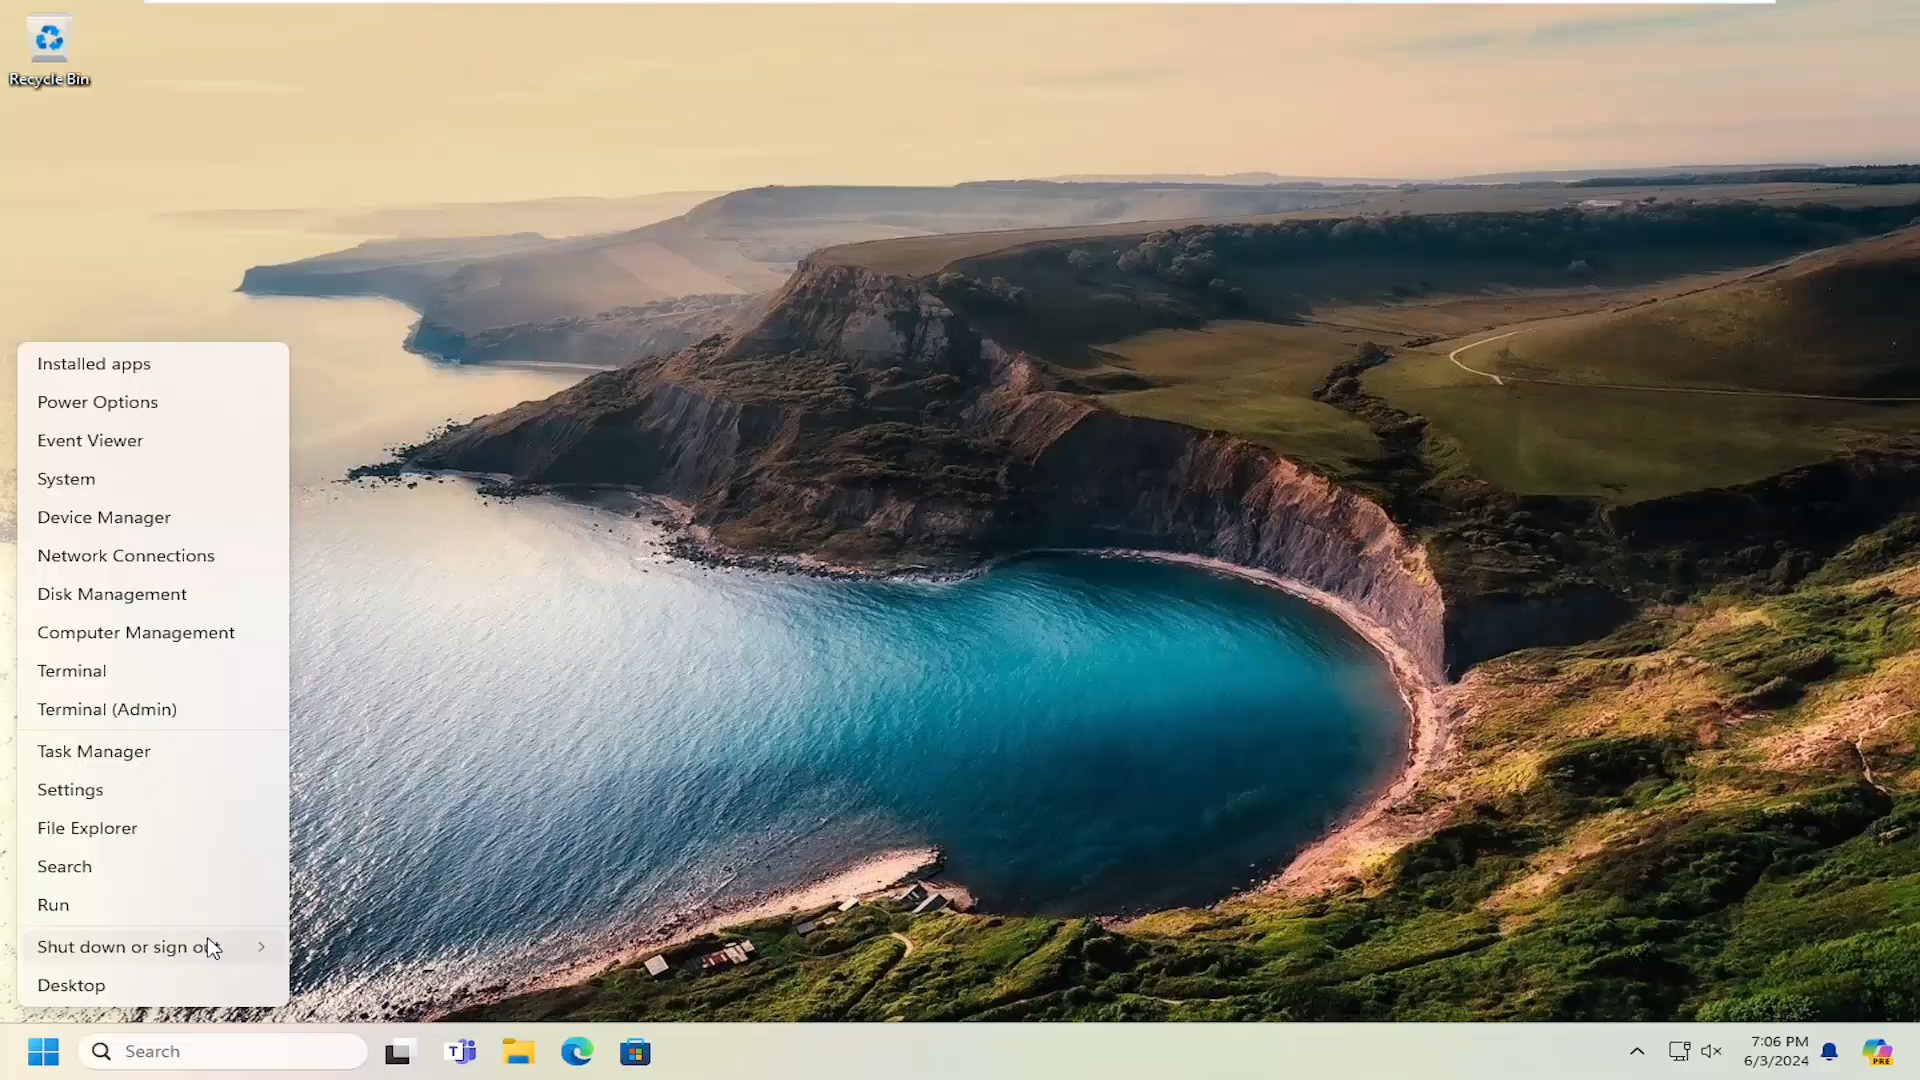 Recycle Bin
Installed apps
Power Options
Event Viewer
System
Device Manager
Network Connections
Disk Management
Computer Management
Terminal
Terminal (Admin)
Task Manager
Settings
File Explorer
Search
Run
Shut down or sign out
Desktop
Search
T
7:06 PM
6/3/2024
PRE